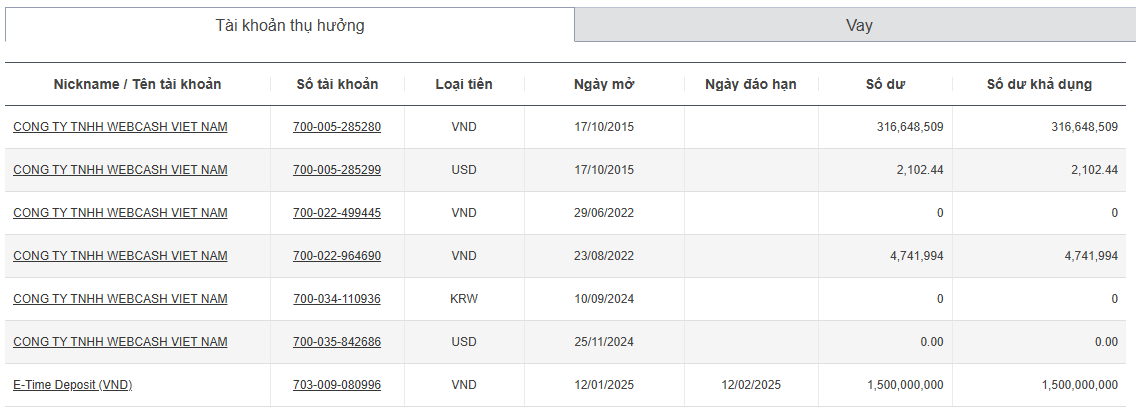 Tài khoản thụ hưởng Vay
Nickname / Tên tài khoản Số tài khoản Loại tiên Ngày mở Ngày đáo hạn Số dư Số dư khả dụng
CONG TY TNHH WEBCASH VIET NAM 700-005-285280 VND 17/10/2015 316,648,509 316,648,509
CONG TY TNHH WEBCASH VIET NAM 700-005-285299 USD 17/10/2015 2,102.44 2,102.44
CONG TY TNHH WEBCASH VIET NAM 700-022-499445 VND 29/06/2022 0 0
CONG TY TNHH WEBCASH VIET NAM 700-022-964690 VND 23/08/2022 4,741,994 4,741,994
CONG TY TNHH WEBCASH VIET NAM 700-034-110936 KRW 10/09/2024 0 0
CONG TY TNHH WEBCASH VIET NAM 700-035-842686 USD 25/11/2024 0.00 0.00
E-Time Deposit (VND) 703-009-080996 VND 12/01/2025 12/02/2025 1,500,000,000 1,500,000,000